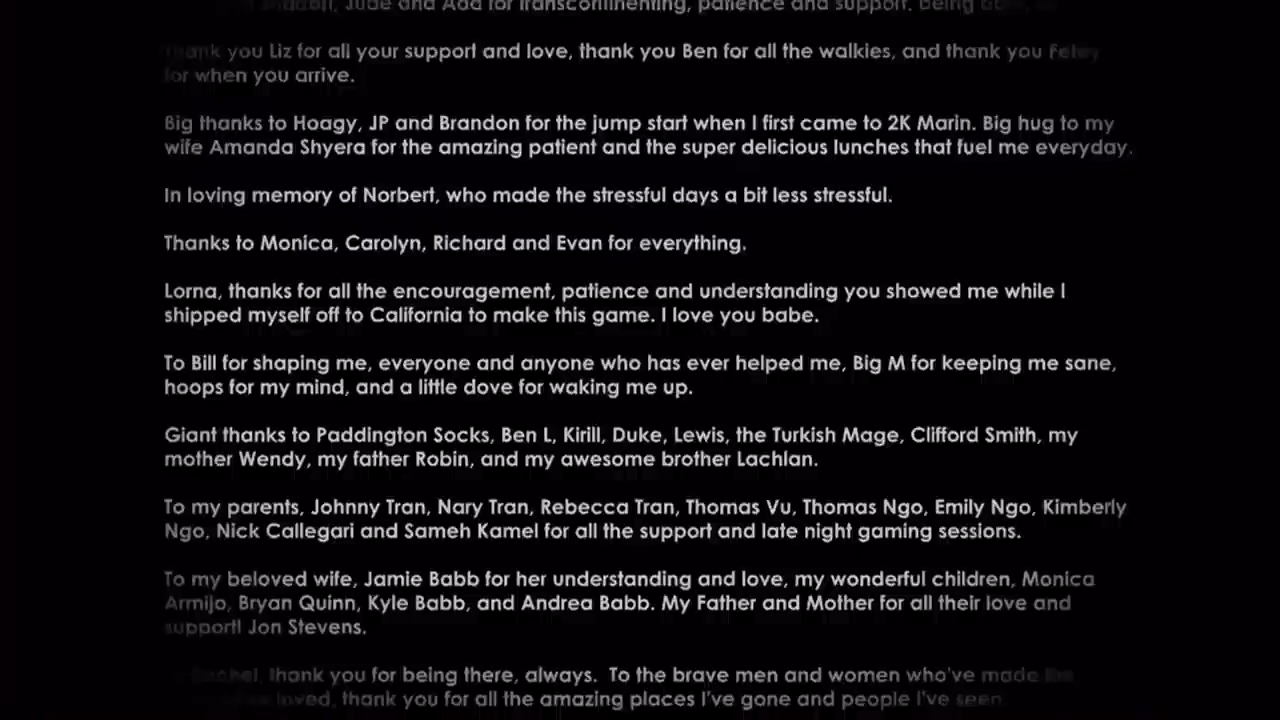 Jude and Ada for transcontinenting, patience and support. Being
thank you Liz for all your support and love, thank you Ben for all the walkies, and thank you
for when you arrive.
Big thanks to Hoagy, JP and Brandon for the jump start when I first came to 2K Marin. Big hug to my
wife Amanda Shyera for the amazing patient and the super delicious lunches that fuel me everyday.
In loving memory of Norbert, who made the stressful days a bit less stressful.
Thanks to Monica, Carolyn, Richard and Evan for everything.
Lorna, thanks for all the encouragement, patience and understanding you showed me while I
shipped myself off to California to make this game. I love you babe.
To Bill for shaping me, everyone and anyone who has ever helped me, Big M for keeping me sane,
hoops for my mind, and a little dove for waking me up.
Giant thanks to Paddington Socks, Ben L, Kirill, Duke, Lewis, the Turkish Mage, Clifford Smith, my
mother Wendy, my father Robin, and my awesome brother Lachlan.
To my parents, Johnny Tran, Nary Tran, Rebecca Tran, Thomas Vu, Thomas Ngo, Emily Ngo, Kimberly
Ngo, Nick Callegari and Sameh Kamel for all the support and late night gaming sessions.
To my beloved wife, Jamie Babb for her understanding and love, my wonderful children, Monica
Armijo, Bryan Quinn, Kyle Babb, and Andrea Babb. My Father and Mother for all their love and
support! Jon Stevens.
thank you for being there, always. To the brave men and women who've made the
loved, thank you for all the amazing places I've gone and people I've seen